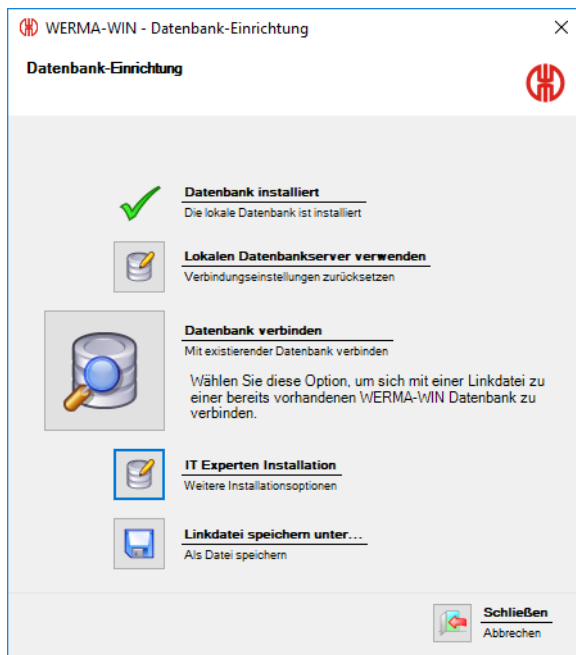 WERMA-WIN - Datenbank-Einrichtung
Datenbank-Einrichtung
Datenbank installiert
Die lokale Datenbank ist installiert
Lokalen Datenbankserver verwenden
Verbindungseinstellungen zurücksetzen
Datenbank verbinden
Mit existierender Datenbank verbinden
Wählen Sie diese Option, um sich mit einer Linkdatei zu
einer bereits vorhandenen WERMA-WIN Datenbank zu
verbinden.
IT Experten Installation
Weitere Installationsoptionen
Linkdatei speichern unter...
Als Datei speichern
Schließen
Abbrechen